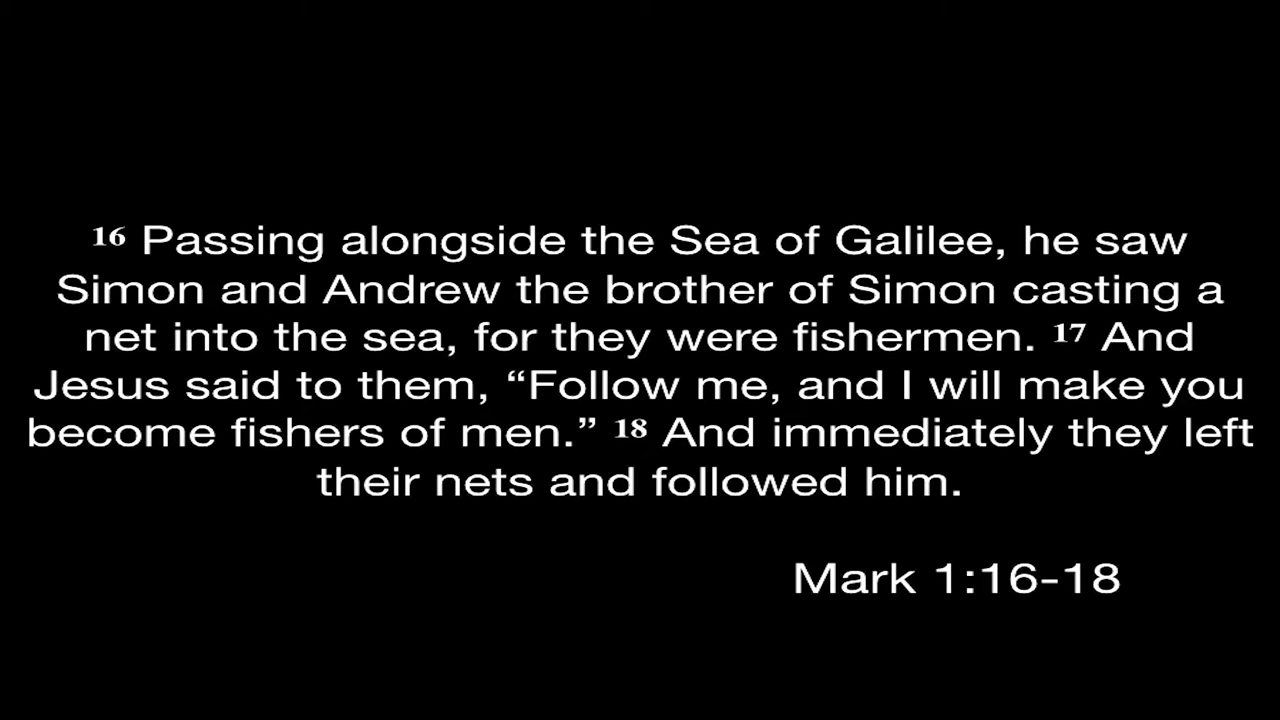 16 Passing alongside the Sea of Galilee, he saw
Simon and Andrew the brother of Simon casting a
net into the sea, for they were fishermen. 17 And
Jesus said to them, “Follow me, and I will make you
become fishers of men.” 18 And immediately they left
their nets and followed him.
Mark 1:16-18